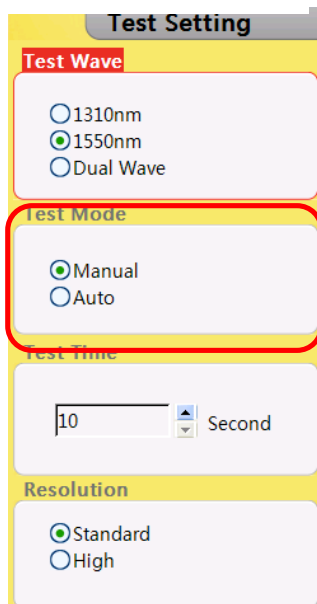 Test Setting
Test Wave
1310nm
1550nm
Dual Wave
Test Mode
Manual
Auto
Test Time
10 Second
Resolution
Standard
High